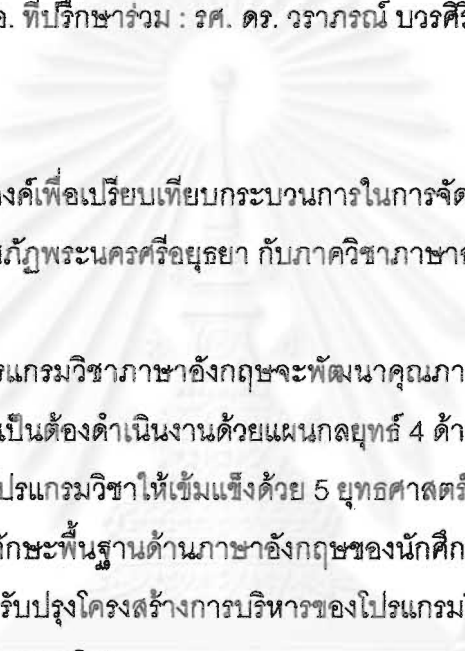 อ. ที่ปรึกษาร่วม : รศ. ดร. วราภรณ์ บวรศิริ
งค์เพื่อเปรียบเทียบกระบวนการในการจัด
ภัฏพระนครศรีอยุธยา กับภาควิชาภาษา
รแกรมวิชาภาษาอังกฤษจะพัฒนาคุณภา
เป็นต้องดำเนินงานด้วยแผนกลยุทธ์ 4 ด้า
ปรแกรมวิชาให้เข้มแข็งด้วย 5 ยุทธศาสตร์
ักษะพื้นฐานด้านภาษาอังกฤษของนักศึก
รับปรุงโครงสร้างการบริหารของโปรแกรม